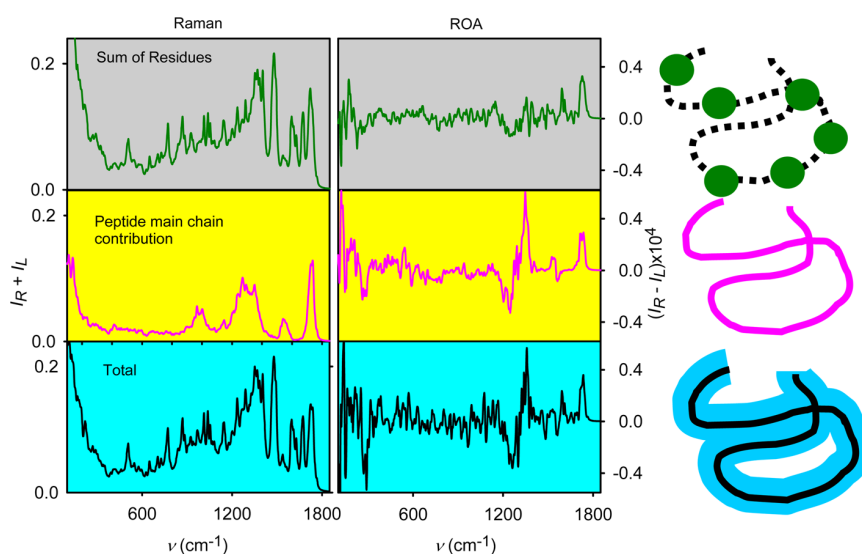 Raman
ROA
0.2
Sum of Residues
0.4
0.0
-0.4
0.0
0.2
Peptide main chain
contribution
0.4
0.0
-0.4
0.0
I_R + I_L
(I_R - I_L)×10⁴
0.2
Total
0.4
0.0
-0.4
0.0
600 1200 1800 600 1200 1800
ν (cm⁻¹) ν (cm⁻¹)